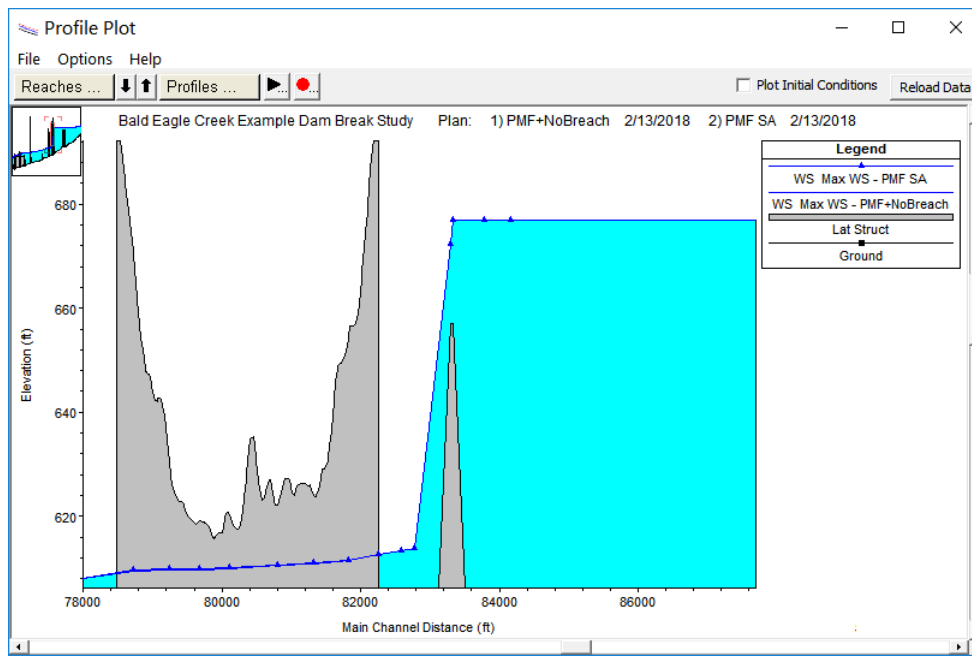 Profile Plot
File Options Help
Reaches ... Profiles ... ... ... Plot Initial Conditions Reload Data
Bald Eagle Creek Example Dam Break Study Plan: 1) PMF+NoBreach 2/13/2018 2) PMF SA 2/13/2018
Legend
WS Max WS - PMF SA
WS Max WS - PMF+NoBreach
Lat Struct
Ground
Elevation (ft)
680
660
640
620
78000 80000 82000 84000 86000
Main Channel Distance (ft)